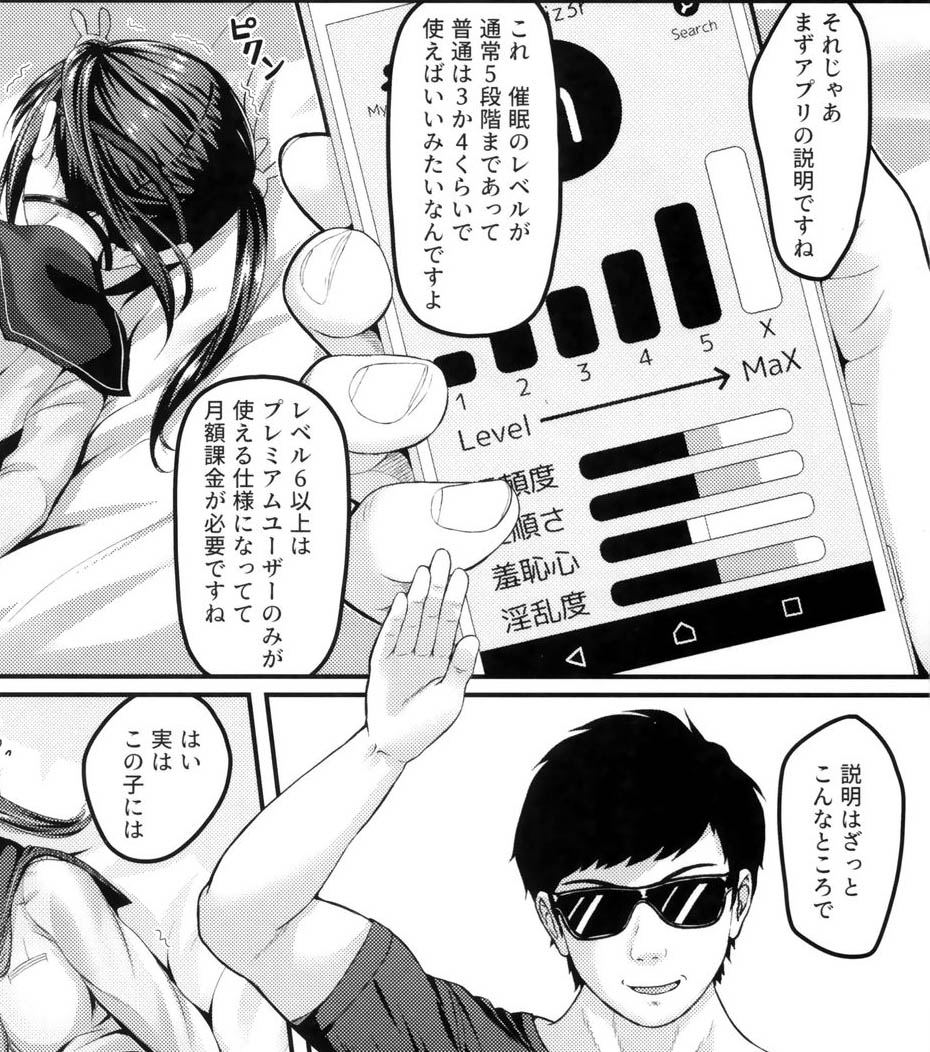 それじゃあ
まずアプリの説明ですね
これ 催眠のレベルが
通常5段階まであって
普通は3か4くらいで
使えばいいみたいなんですよ
ピクン
Search
My
1 2 3 4 5 X
Level
MaX
頼度
順さ
羞恥心
淫乱度
レベル6以上は
プレミアムユーザーのみが
使える仕様になってて
月額課金が必要ですね
説明はざっと
こんなところで
はい
実は
この子には